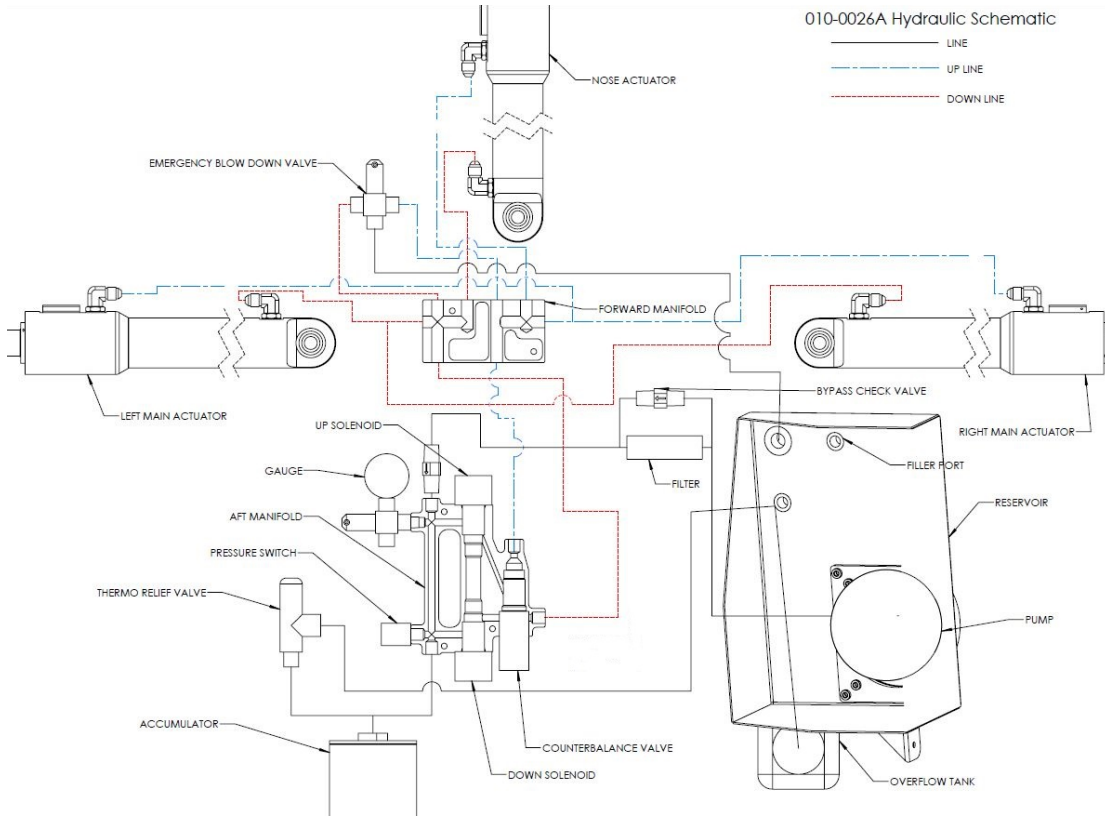 010-0026A Hydraulic Schematic
LINE
UP LINE
DOWN LINE
NOSE ACTUATOR
EMERGENCY BLOW DOWN VALVE
FORWARD MANIFOLD
BYPASS CHECK VALVE
LEFT MAIN ACTUATOR
UP SOLENOID
RIGHT MAIN ACTUATOR
GAUGE
FILLER PORT
FILTER
AFT MANIFOLD
RESERVOIR
PRESSURE SWITCH
THERMO RELIEF VALVE
PUMP
ACCUMULATOR
COUNTERBALANCE VALVE
DOWN SOLENOID
OVERFLOW TANK